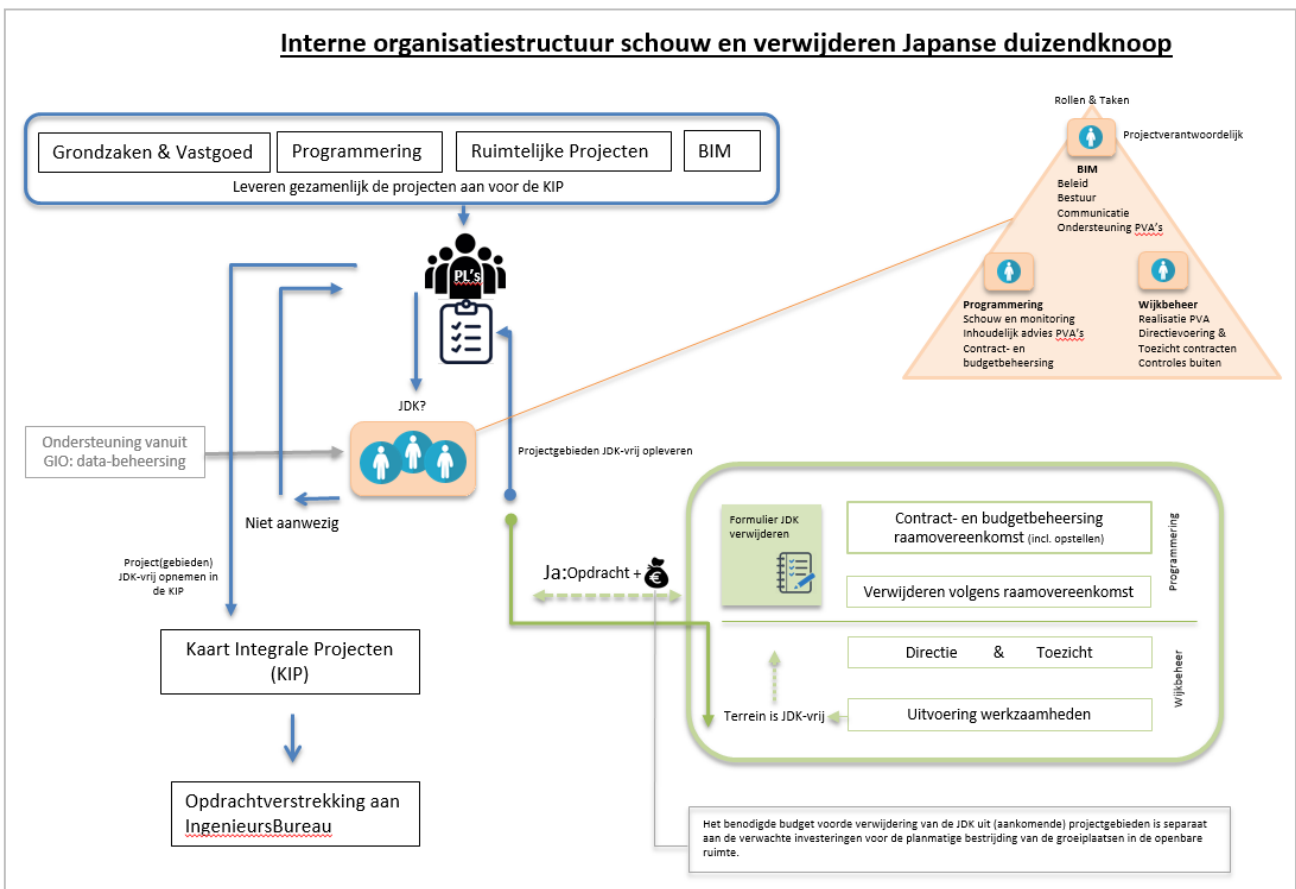 Interne organisatiestructuur schouw en verwijderen Japanse duizendknoop
Grondzaken & Vastgoed
Programmering
Ruimtelijke Projecten
BIM
Leveren gezamenlijk de projecten aan voor de KIP
PL's
JDK?
Ondersteuning vanuit
GIO: data-beheersing
Niet aanwezig
Project(gebieden)
JDK-vrij opnemen in
de KIP
Kaart Integrale Projecten
(KIP)
Opdrachtverstrekking aan
IngenieursBureau
Projectgebieden JDK-vrij opleveren
Ja:Opdracht +
€
Rollen & Taken
Projectverantwoordelijk
BIM
Beleid
Bestuur
Communicatie
Ondersteuning PVA's
Programmering
Schouw en monitoring
Inhoudelijk advies PVA's
Contract- en
budgetbeheersing
Wijkbeheer
Realisatie PVA
Directievoering &
Toezicht contracten
Controles buiten
Formulier JDK
verwijderen
Contract- en budgetbeheersing
raamovereenkomst (incl. opstellen)
Verwijderen volgens raamovereenkomst
Programmering
Directie & Toezicht
Uitvoering werkzaamheden
Terrein is JDK-vrij
Wijkbeheer
Het benodigde budget voorde verwijdering van de JDK uit (aankomende) projectgebieden is separaat
aan de verwachte investeringen voor de planmatige bestrijding van de groeiplaatsen in de openbare
ruimte.